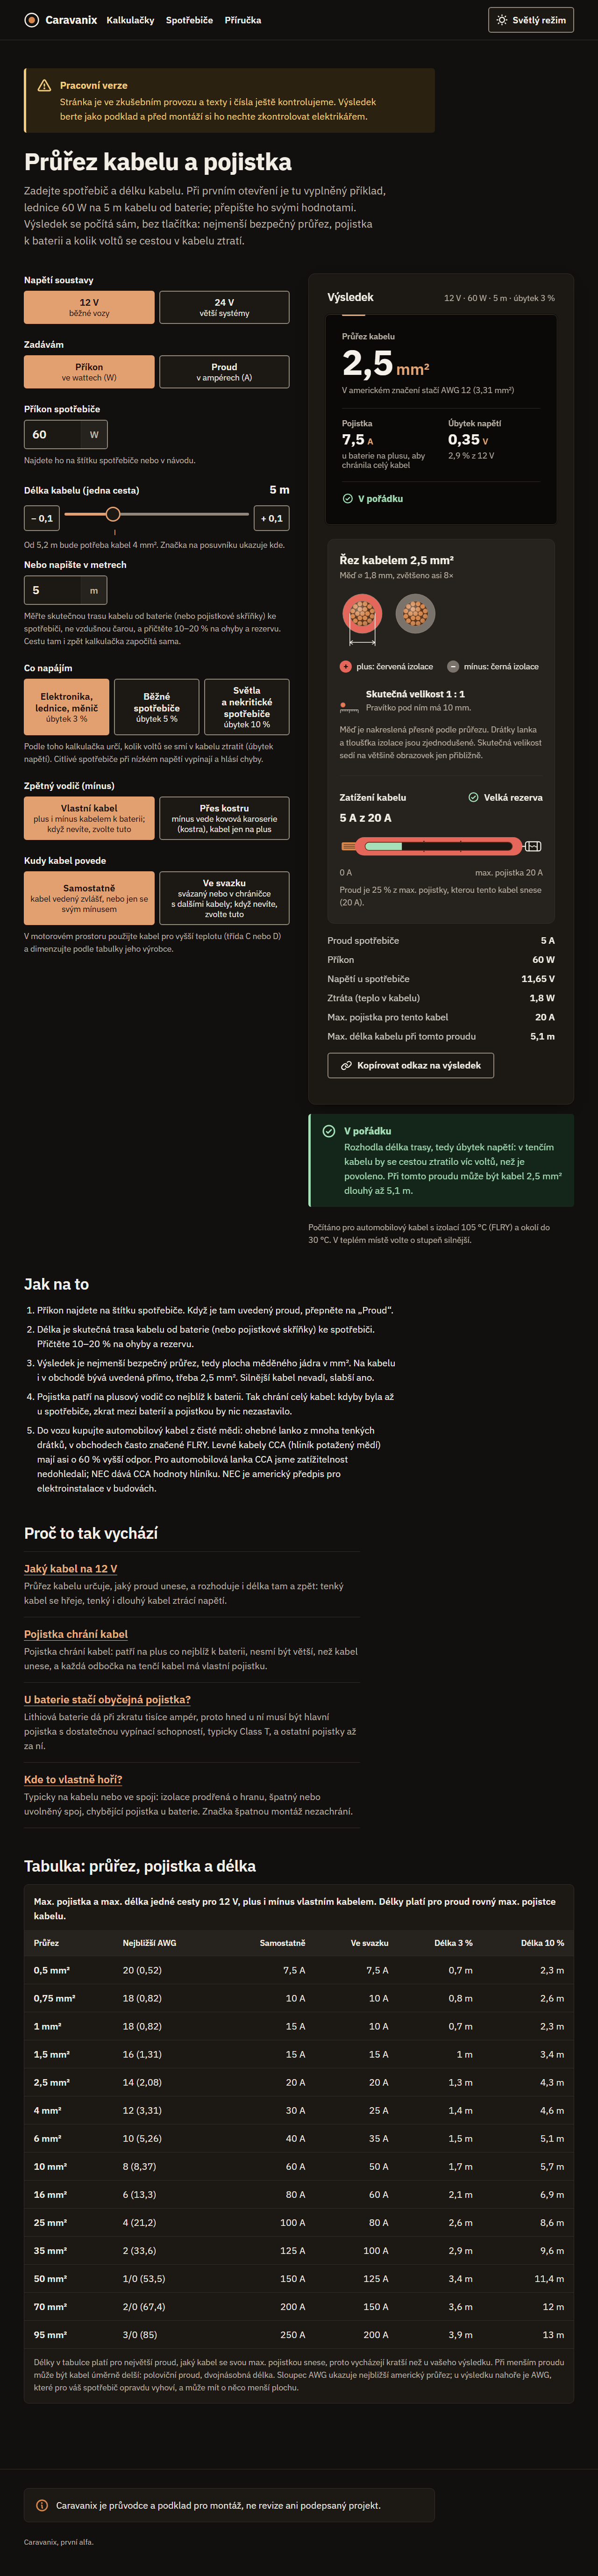 Caravanix Kalkulačky Spotřebiče Příručka Světlý režim
Pracovní verze
Stránka je ve zkušebním provozu a texty i čísla ještě kontrolujeme. Výsledek
berte jako podklad a před montáží si ho nechte zkontrolovat elektrikářem.
Průřez kabelu a pojistka
Zadejte spotřebič a délku kabelu. Při prvním otevření je tu vyplněný příklad,
lednice 60 W na 5 m kabelu od baterie; přepište ho svými hodnotami.
Výsledek se počítá sám, bez tlačítka: nejmenší bezpečný průřez, pojistka
k baterii a kolik voltů se cestou v kabelu ztratí.
Napětí soustavy
12 V
běžné vozy
24 V
větší systémy
Zadávám
Příkon
ve wattech (W)
Proud
v ampérech (A)
Příkon spotřebiče
60 W
Najdete ho na štítku spotřebiče nebo v návodu.
Délka kabelu (jedna cesta) 5 m
− 0,1 + 0,1
Od 5,2 m bude potřeba kabel 4 mm². Značka na posuvníku ukazuje kde.
Nebo napište v metrech
5 m
Měřte skutečnou trasu kabelu od baterie (nebo pojistkové skříňky) ke
spotřebiči, ne vzdušnou čarou, a přičtěte 10–20 % na ohyby a rezervu.
Cestu tam i zpět kalkulačka započítá sama.
Co napájím
Elektronika,
lednice, měnič
úbytek 3 %
Běžné
spotřebiče
úbytek 5 %
Světla
a nekritické
spotřebiče
úbytek 10 %
Podle toho kalkulačka určí, kolik voltů se smí v kabelu ztratit (úbytek
napětí). Citlivé spotřebiče při nízkém napětí vypínají a hlásí chyby.
Zpětný vodič (mínus)
Vlastní kabel
plus i mínus kabelem k baterii;
když nevíte, zvolte tuto
Přes kostru
mínus vede kovová karoserie
(kostra), kabel jen na plus
Kudy kabel povede
Samostatně
kabel vedený zvlášť, nebo jen se
svým mínusem
Ve svazku
svázaný nebo v chráničce
s dalšími kabely; když nevíte,
zvolte tuto
V motorovém prostoru použijte kabel pro vyšší teplotu (třída C nebo D)
a dimenzujte podle tabulky jeho výrobce.
Výsledek 12 V · 60 W · 5 m · úbytek 3 %
Průřez kabelu
2,5 mm²
V americkém značení stačí AWG 12 (3,31 mm²)
Pojistka
7,5 A
u baterie na plusu, aby
chránila celý kabel
Úbytek napětí
0,35 V
2,9 % z 12 V
V pořádku
Řez kabelem 2,5 mm²
Měď ⌀ 1,8 mm, zvětšeno asi 8×
plus: červená izolace mínus: černá izolace
Skutečná velikost 1 : 1
Pravítko pod ním má 10 mm.
Měď je nakreslená přesně podle průřezu. Drátky lanka
a tloušťka izolace jsou zjednodušené. Skutečná velikost
sedí na většině obrazovek jen přibližně.
Zatížení kabelu Velká rezerva
5 A z 20 A
0 A max. pojistka 20 A
Proud je 25 % z max. pojistky, kterou tento kabel snese
(20 A).
Proud spotřebiče 5 A
Příkon 60 W
Napětí u spotřebiče 11,65 V
Ztráta (teplo v kabelu) 1,8 W
Max. pojistka pro tento kabel 20 A
Max. délka kabelu při tomto proudu 5,1 m
Kopírovat odkaz na výsledek
V pořádku
Rozhodla délka trasy, tedy úbytek napětí: v tenčím
kabelu by se cestou ztratilo víc voltů, než je
povoleno. Při tomto proudu může být kabel 2,5 mm²
dlouhý až 5,1 m.
Počítáno pro automobilový kabel s izolací 105 °C (FLRY) a okolí do
30 °C. V teplém místě volte o stupeň silnější.
Jak na to
1. Příkon najdete na štítku spotřebiče. Když je tam uvedený proud, přepněte na „Proud“.
2. Délka je skutečná trasa kabelu od baterie (nebo pojistkové skříňky) ke spotřebiči.
Přičtěte 10–20 % na ohyby a rezervu.
3. Výsledek je nejmenší bezpečný průřez, tedy plocha měděného jádra v mm². Na kabelu
i v obchodě bývá uvedená přímo, třeba 2,5 mm². Silnější kabel nevadí, slabší ano.
4. Pojistka patří na plusový vodič co nejblíž k baterii. Tak chrání celý kabel: kdyby byla až
u spotřebiče, zkrat mezi baterií a pojistkou by nic nezastavilo.
5. Do vozu kupujte automobilový kabel z čisté mědi: ohebné lanko z mnoha tenkých
drátků, v obchodech často značené FLRY. Levné kabely CCA (hliník potažený mědí)
mají asi o 60 % vyšší odpor. Pro automobilová lanka CCA jsme zatížitelnost
nedohledali; NEC dává CCA hodnoty hliníku. NEC je americký předpis pro
elektroinstalace v budovách.
Proč to tak vychází
Jaký kabel na 12 V
Průřez kabelu určuje, jaký proud unese, a rozhoduje i délka tam a zpět: tenký
kabel se hřeje, tenký i dlouhý kabel ztrácí napětí.
Pojistka chrání kabel
Pojistka chrání kabel: patří na plus co nejblíž k baterii, nesmí být větší, než kabel
unese, a každá odbočka na tenčí kabel má vlastní pojistku.
U baterie stačí obyčejná pojistka?
Lithiová baterie dá při zkratu tisíce ampér, proto hned u ní musí být hlavní
pojistka s dostatečnou vypínací schopností, typicky Class T, a ostatní pojistky až
za ní.
Kde to vlastně hoří?
Typicky na kabelu nebo ve spoji: izolace prodřená o hranu, špatný nebo
uvolněný spoj, chybějící pojistka u baterie. Značka špatnou montáž nezachrání.
Tabulka: průřez, pojistka a délka
Max. pojistka a max. délka jedné cesty pro 12 V, plus i mínus vlastním kabelem. Délky platí pro proud rovný max. pojistce
kabelu.
Průřez Nejbližší AWG Samostatně Ve svazku Délka 3 % Délka 10 %
0,5 mm² 20 (0,52) 7,5 A 7,5 A 0,7 m 2,3 m
0,75 mm² 18 (0,82) 10 A 10 A 0,8 m 2,6 m
1 mm² 18 (0,82) 15 A 10 A 0,7 m 2,3 m
1,5 mm² 16 (1,31) 15 A 15 A 1 m 3,4 m
2,5 mm² 14 (2,08) 20 A 20 A 1,3 m 4,3 m
4 mm² 12 (3,31) 30 A 25 A 1,4 m 4,6 m
6 mm² 10 (5,26) 40 A 35 A 1,5 m 5,1 m
10 mm² 8 (8,37) 60 A 50 A 1,7 m 5,7 m
16 mm² 6 (13,3) 80 A 60 A 2,1 m 6,9 m
25 mm² 4 (21,2) 100 A 80 A 2,6 m 8,6 m
35 mm² 2 (33,6) 125 A 100 A 2,9 m 9,6 m
50 mm² 1/0 (53,5) 150 A 125 A 3,4 m 11,4 m
70 mm² 2/0 (67,4) 200 A 150 A 3,6 m 12 m
95 mm² 3/0 (85) 250 A 200 A 3,9 m 13 m
Délky v tabulce platí pro největší proud, jaký kabel se svou max. pojistkou snese, proto vycházejí kratší než u vašeho výsledku. Při menším proudu
může být kabel úměrně delší: poloviční proud, dvojnásobná délka. Sloupec AWG ukazuje nejbližší americký průřez; u výsledku nahoře je AWG,
které pro váš spotřebič opravdu vyhoví, a může mít o něco menší plochu.
Caravanix je průvodce a podklad pro montáž, ne revize ani podepsaný projekt.
Caravanix, první alfa.